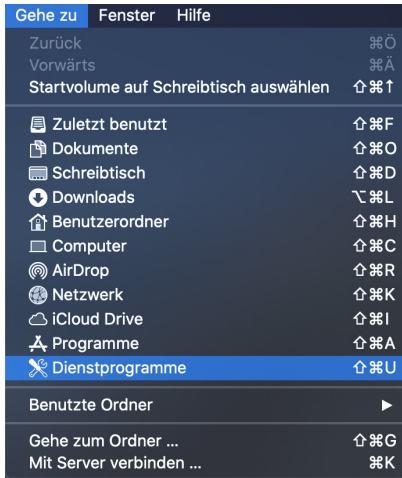 Gehe zu Fenster Hilfe
Zurück ⌘Ö
Vorwärts ⌘Ä
Startvolume auf Schreibtisch auswählen ⇧⌘↑
Zuletzt benutzt ⇧⌘F
Dokumente ⇧⌘O
Schreibtisch ⇧⌘D
Downloads ⌥⌘L
Benutzerordner ⇧⌘H
Computer ⇧⌘C
AirDrop ⇧⌘R
Netzwerk ⇧⌘K
iCloud Drive ⇧⌘I
Programme ⇧⌘A
Dienstprogramme ⇧⌘U
Benutzte Ordner ▶
Gehe zum Ordner ... ⇧⌘G
Mit Server verbinden ... ⌘K